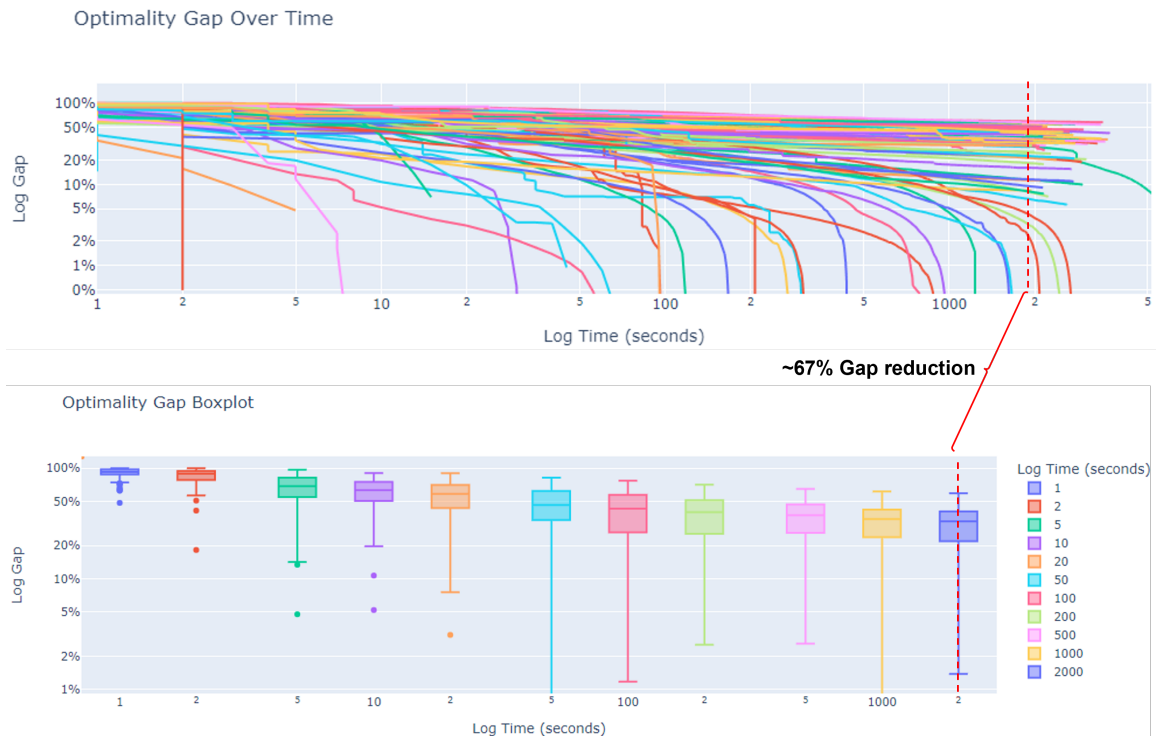 Optimality Gap Over Time
100%
50%
20%
10%
5%
2%
1%
0%
Log Gap
1 2 5 10 2 5 100 2 5 1000 2 5
Log Time (seconds)
~67% Gap reduction
Optimality Gap Boxplot
100%
50%
20%
10%
5%
2%
1%
Log Gap
1 2 5 10 2 5 100 2 5 1000 2
Log Time (seconds)
Log Time (seconds)
1
2
5
10
20
50
100
200
500
1000
2000